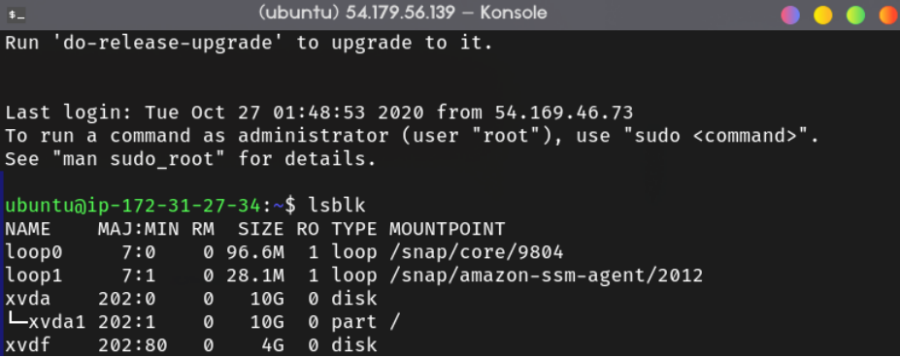 (ubuntu) 54.179.56.139 — Konsole
Run 'do-release-upgrade' to upgrade to it.
Last login: Tue Oct 27 01:48:53 2020 from 54.169.46.73
To run a command as administrator (user "root"), use "sudo <command>".
See "man sudo_root" for details.
ubuntu@ip-172-31-27-34:~$ lsblk
NAME    MAJ:MIN RM  SIZE RO TYPE MOUNTPOINT
loop0     7:0    0 96.6M  1 loop /snap/core/9804
loop1     7:1    0 28.1M  1 loop /snap/amazon-ssm-agent/2012
xvda    202:0    0   10G  0 disk
└─xvda1 202:1    0   10G  0 part /
xvdf    202:80   0    4G  0 disk